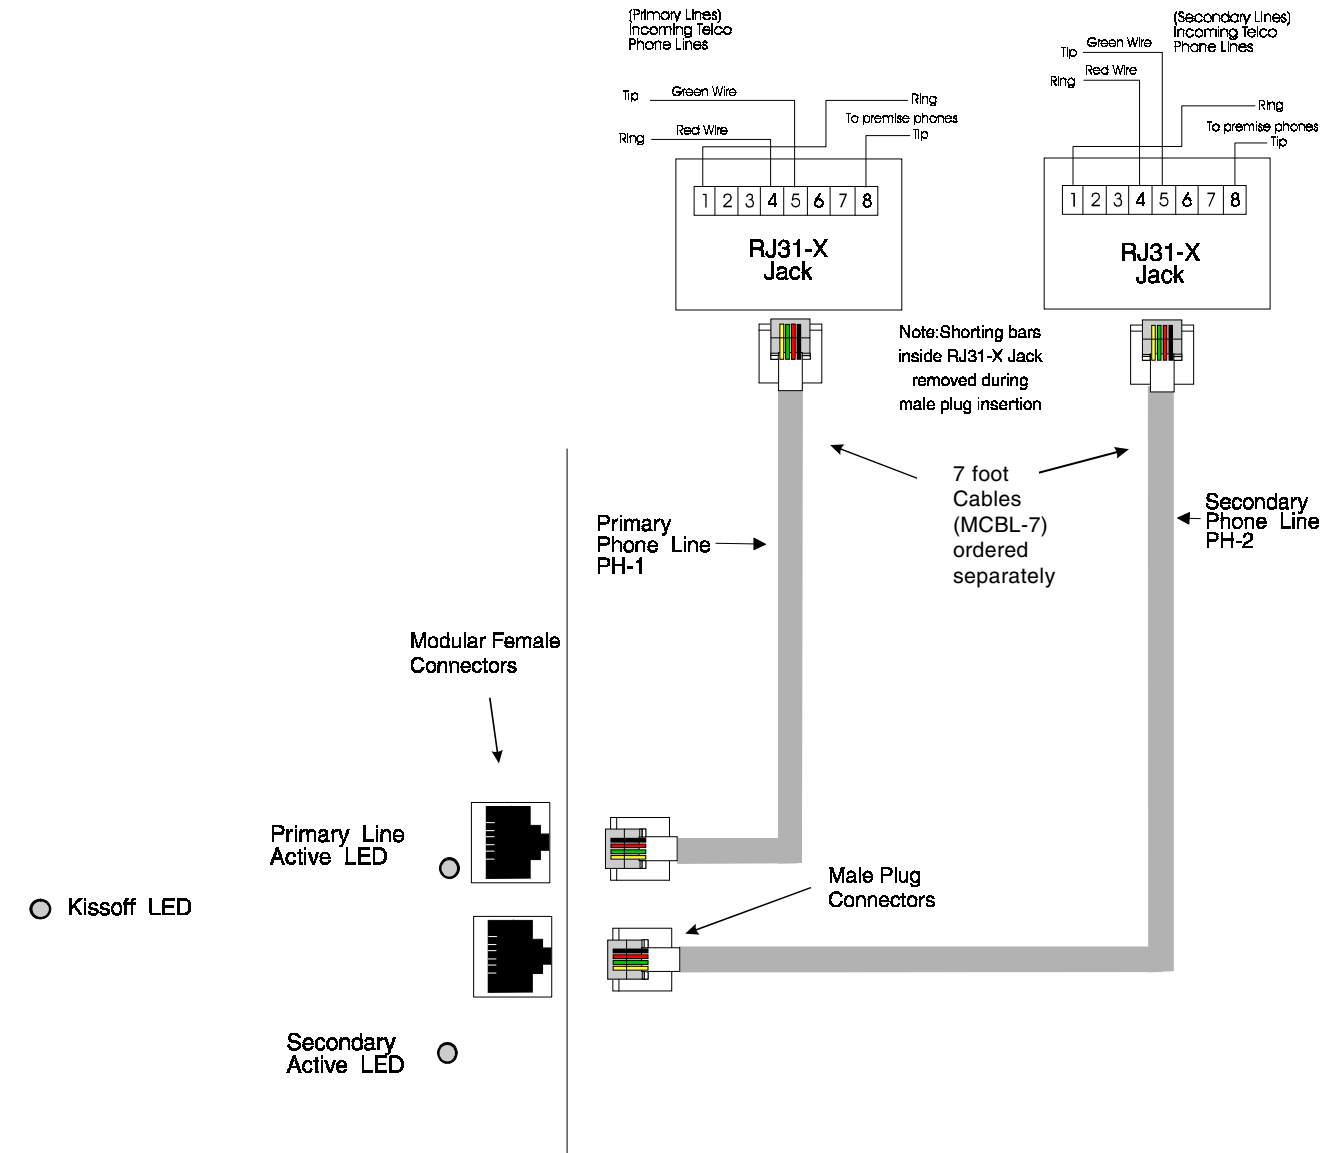 (Primary Lines)
Incoming Telco
Phone Lines
Tip
Green Wire
Ring
Red Wire
Ring
To premise phones
Tip
1 2 3 4 5 6 7 8
RJ31-X
Jack
(Secondary Lines)
Incoming Telco
Phone Lines
Tip
Green Wire
Ring
Red Wire
Ring
To premise phones
Tip
1 2 3 4 5 6 7 8
RJ31-X
Jack
Note:Shorting bars
inside RJ31-X Jack
removed during
male plug insertion
7 foot
Cables
(MCBL-7)
ordered
separately
Primary
Phone Line
PH-1
Secondary
Phone Line
PH-2
Modular Female
Connectors
Primary Line
Active LED
Kissoff LED
Male Plug
Connectors
Secondary
Active LED